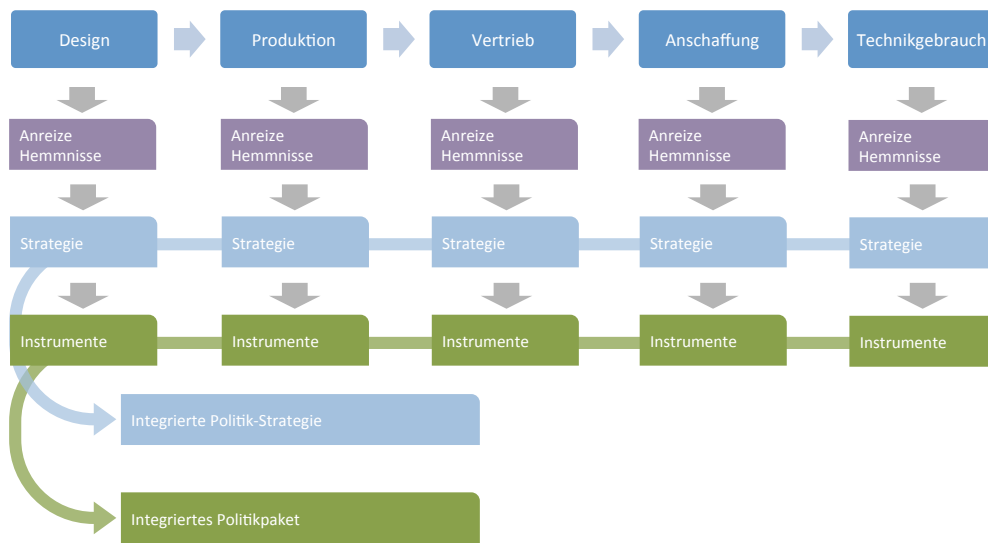 Design
Produktion
Vertrieb
Anschaffung
Technikgebrauch
Anreize
Hemmnisse
Anreize
Hemmnisse
Anreize
Hemmnisse
Anreize
Hemmnisse
Anreize
Hemmnisse
Strategie
Strategie
Strategie
Strategie
Strategie
Instrumente
Instrumente
Instrumente
Instrumente
Instrumente
Integrierte Politik-Strategie
Integriertes Politikpaket